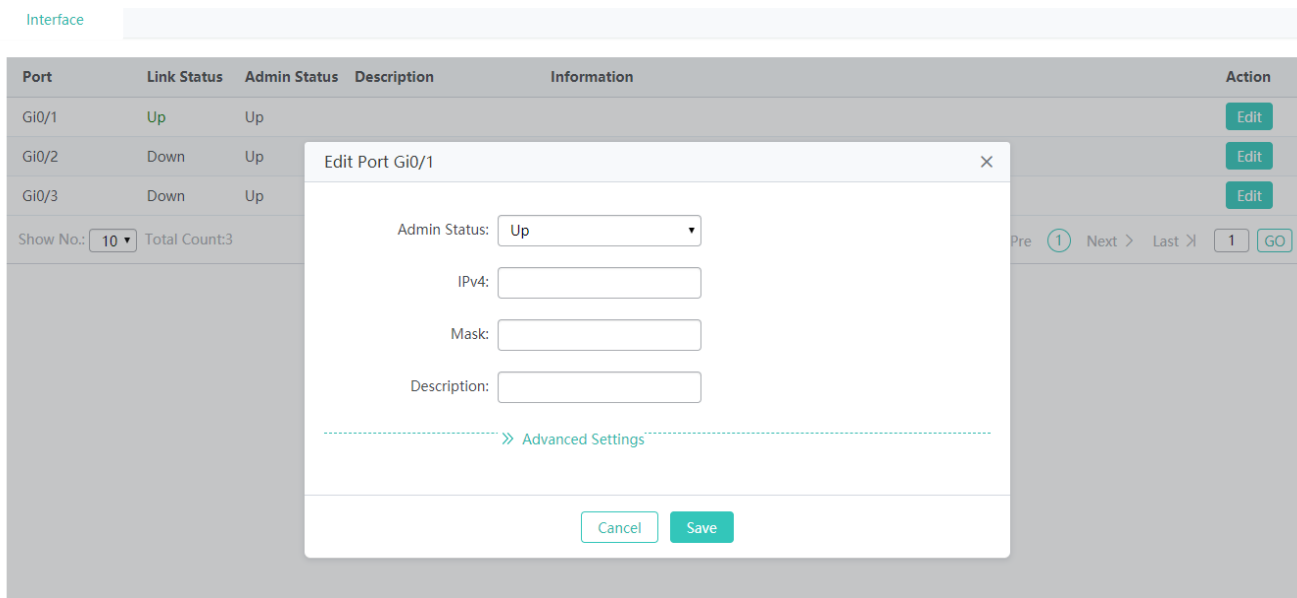 Interface
Port Link Status Admin Status Description Information Action
Gi0/1 Up Up Edit
Gi0/2 Down Up Edit
Gi0/3 Down Up Edit
Show No.: 10 Total Count:3 Pre 1 Next Last 1 GO
Edit Port Gi0/1
Admin Status: Up
IPv4:
Mask:
Description:
Advanced Settings
Cancel Save